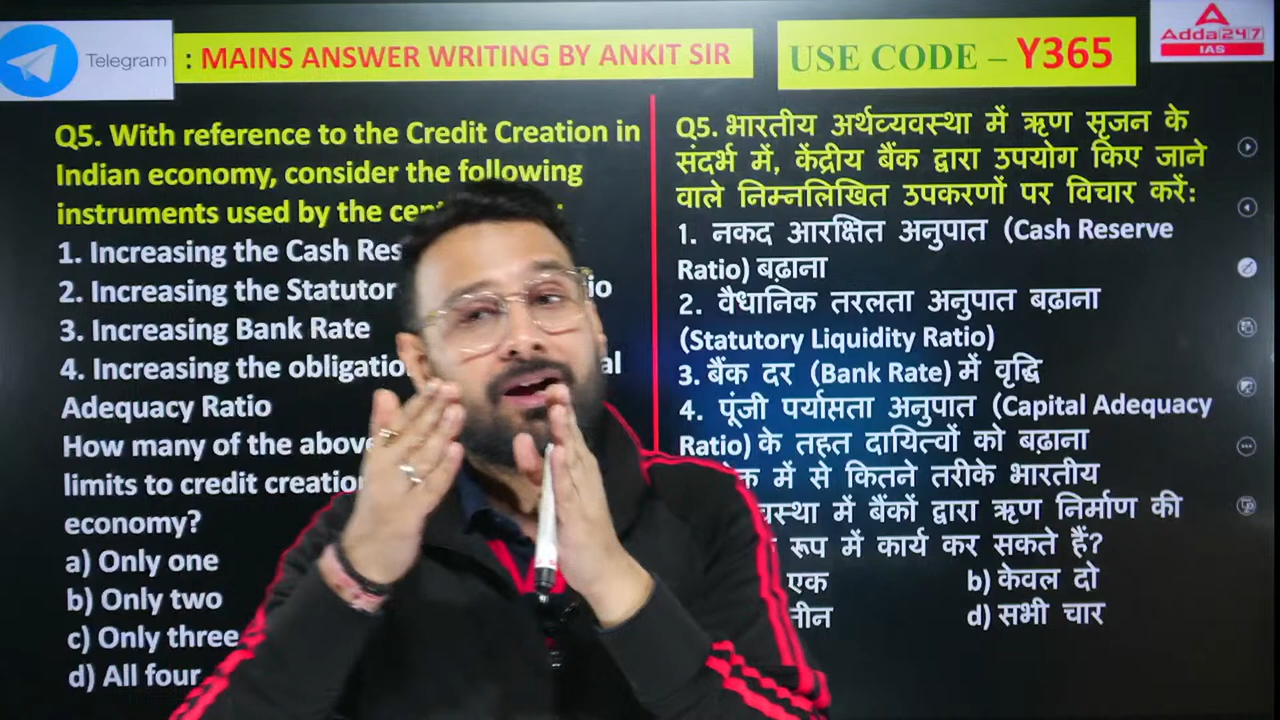 Telegram
: MAINS ANSWER WRITING BY ANKIT SIR
USE CODE – Y365
Adda247
IAS
Q5. With reference to the Credit Creation in
Indian economy, consider the following
instruments used by the
1. Increasing the Cash
2. Increasing the
3. Increasing Bank Rate
4. Increasing the
Adequacy Ratio
How many of the above
limits to credit
economy?
a) Only one
b) Only two
c) Only three
d) All four
Q5. भारतीय अर्थव्यवस्था में ऋण सृजन के
संदर्भ में, केंद्रीय बैंक द्वारा उपयोग किए जाने
वाले निम्नलिखित उपकरणों पर विचार करें:
1. नकद आरक्षित अनुपात (Cash Reserve
Ratio) बढ़ाना
2. वैधानिक तरलता अनुपात बढ़ाना
(Statutory Liquidity Ratio)
3. बैंक दर (Bank Rate) में वृद्धि
4. पूंजी पर्याप्तता अनुपात (Capital Adequacy
Ratio) के तहत दायित्वों को बढ़ाना
में से कितने तरीके भारतीय
में बैंकों द्वारा ऋण निर्माण की
रूप में कार्य कर सकते हैं?
एक b) केवल दो
d) सभी चार